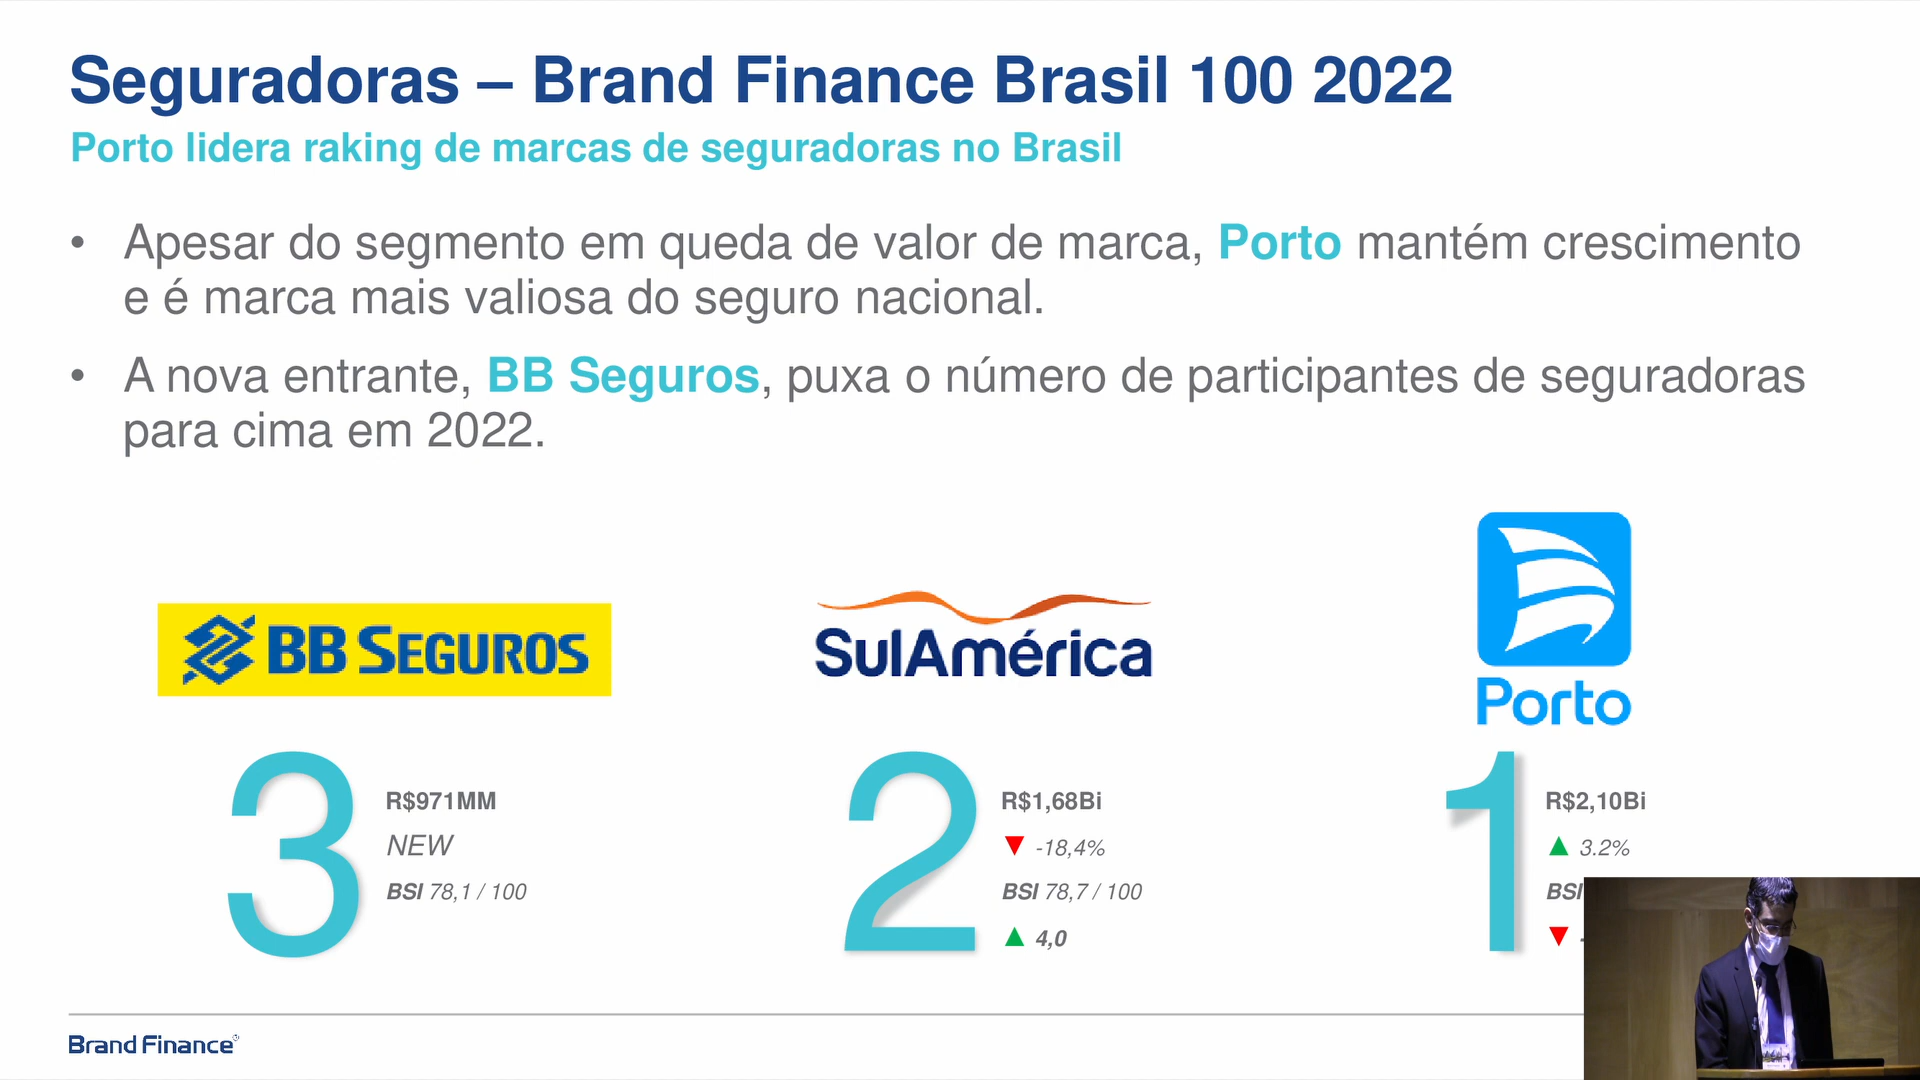 Seguradoras – Brand Finance Brasil 100 2022
Porto lidera raking de marcas de seguradoras no Brasil
• Apesar do segmento em queda de valor de marca, Porto mantém crescimento
e é marca mais valiosa do seguro nacional.
• A nova entrante, BB Seguros, puxa o número de participantes de seguradoras
para cima em 2022.
BB SEGUROS
3
R$971MM
NEW
BSI 78,1 / 100
SulAmérica
2
R$1,68Bi
▼ -18,4%
BSI 78,7 / 100
▲ 4,0
Porto
1
R$2,10Bi
▲ 3.2%
BSI
▼
Brand Finance®